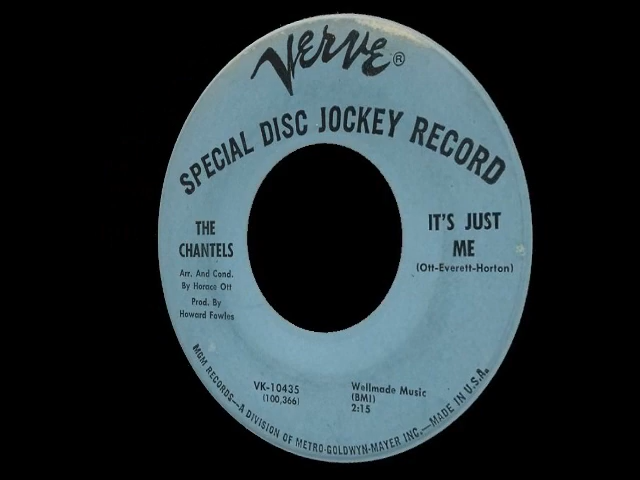 VERVE®
SPECIAL DISC JOCKEY RECORD
THE
CHANTELS
Arr. And Cond.
By Horace Ott
Prod. By
Howard Fowles
IT'S JUST
ME
(Ott-Everett-Horton)
VK-10435
(100,366)
Wellmade Music
(BMI)
2:15
MGM RECORDS—A DIVISION OF METRO-GOLDWYN-MAYER INC.—MADE IN U.S.A.